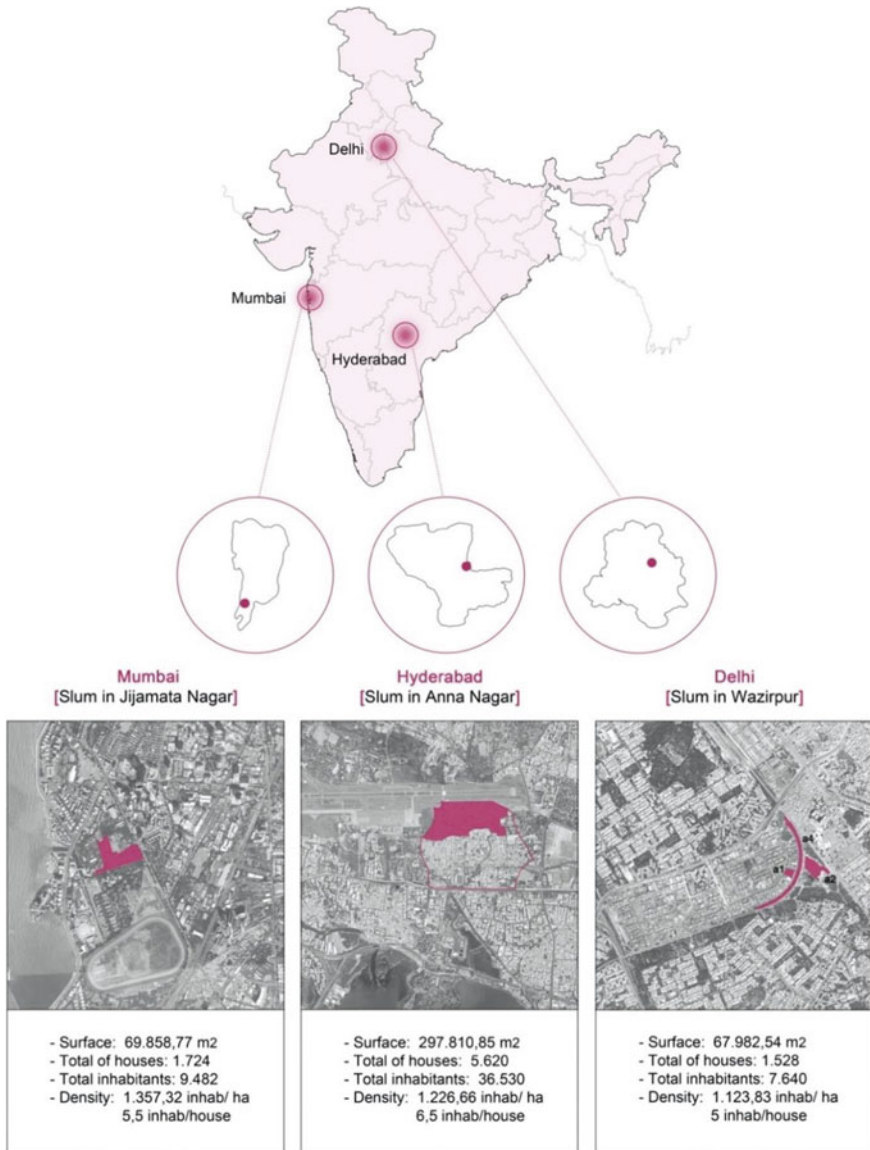 Delhi
Mumbai
Hyderabad
Mumbai
[Slum in Jijamata Nagar]
Hyderabad
[Slum in Anna Nagar]
Delhi
[Slum in Wazirpur]
a4
a1
a2
- Surface: 69.858,77 m2
- Total of houses: 1.724
- Total inhabitants: 9.482
- Density: 1.357,32 inhab/ ha
5,5 inhab/house
- Surface: 297.810,85 m2
- Total of houses: 5.620
- Total inhabitants: 36.530
- Density: 1.226,66 inhab/ ha
6,5 inhab/house
- Surface: 67.982,54 m2
- Total of houses: 1.528
- Total inhabitants: 7.640
- Density: 1.123,83 inhab/ ha
5 inhab/house